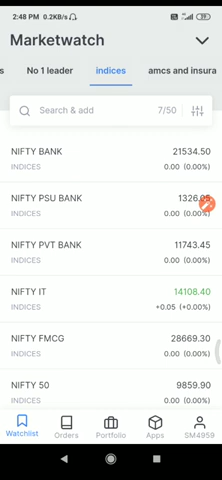 2:48 PM 0.2KB/s
Marketwatch
s No 1 leader indices amcs and insura
Search & add 7/50
NIFTY BANK 21534.50
INDICES 0.00 (0.00%)
NIFTY PSU BANK 1326.05
INDICES 0.00 (0.00%)
NIFTY PVT BANK 11743.45
INDICES 0.00 (0.00%)
NIFTY IT 14108.40
INDICES +0.05 (+0.00%)
NIFTY FMCG 28669.30
INDICES 0.00 (0.00%)
NIFTY 50 9859.90
INDICES 0.00 (0.00%)
Watchlist Orders Portfolio Apps SM4959